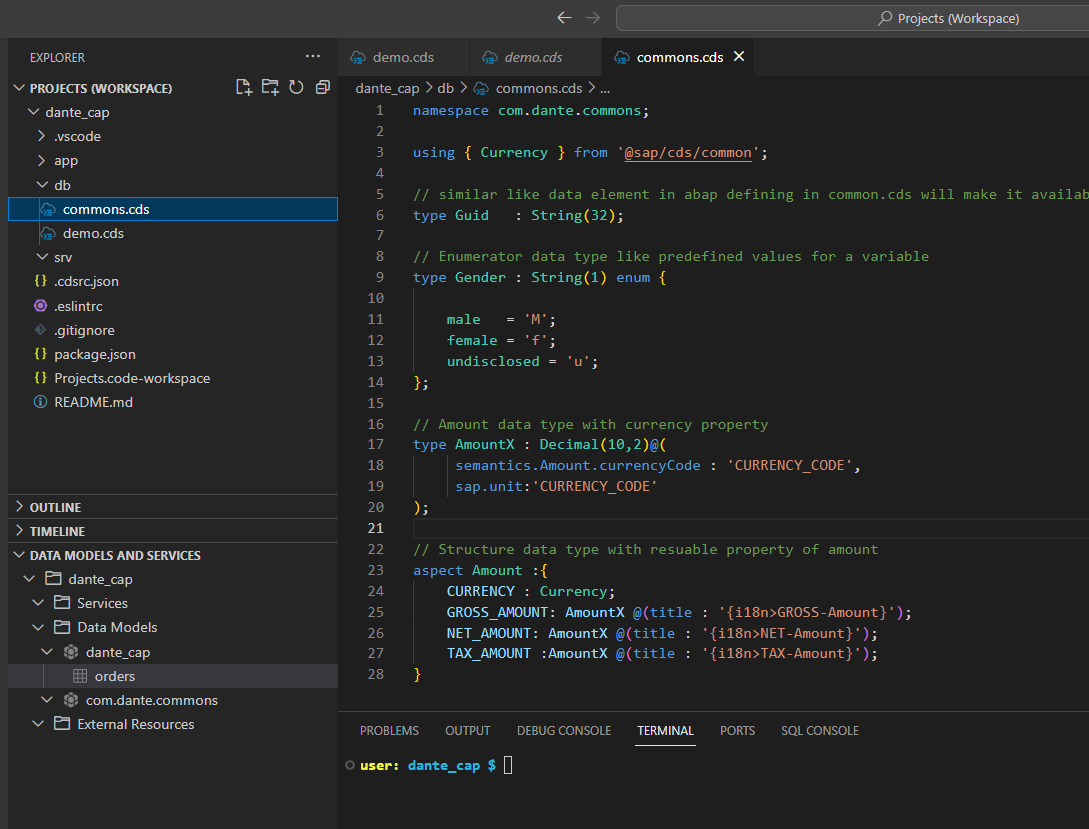 Projects (Workspace)
EXPLORER
PROJECTS (WORKSPACE)
dante_cap
.vscode
app
db
commons.cds
demo.cds
srv
{} .cdsrc.json
.eslintrc
.gitignore
{} package.json
{} Projects.code-workspace
README.md
OUTLINE
TIMELINE
DATA MODELS AND SERVICES
dante_cap
Services
Data Models
dante_cap
orders
com.dante.commons
External Resources
demo.cds demo.cds commons.cds
dante_cap > db > commons.cds > ...
1 namespace com.dante.commons;
2
3 using { Currency } from '@sap/cds/common';
4
5 // similar like data element in abap defining in common.cds will make it availab
6 type Guid : String(32);
7
8 // Enumerator data type like predefined values for a variable
9 type Gender : String(1) enum {
10
11 male = 'M';
12 female = 'f';
13 undisclosed = 'u';
14 };
15
16 // Amount data type with currency property
17 type AmountX : Decimal(10,2)@(
18 semantics.Amount.currencyCode : 'CURRENCY_CODE',
19 sap.unit:'CURRENCY_CODE'
20 );
21
22 // Structure data type with resuable property of amount
23 aspect Amount :{
24 CURRENCY : Currency;
25 GROSS_AMOUNT: AmountX @(title : '{i18n>GROSS-Amount}');
26 NET_AMOUNT: AmountX @(title : '{i18n>NET-Amount}');
27 TAX_AMOUNT :AmountX @(title : '{i18n>TAX-Amount}');
28 }
PROBLEMS OUTPUT DEBUG CONSOLE TERMINAL PORTS SQL CONSOLE
user: dante_cap $